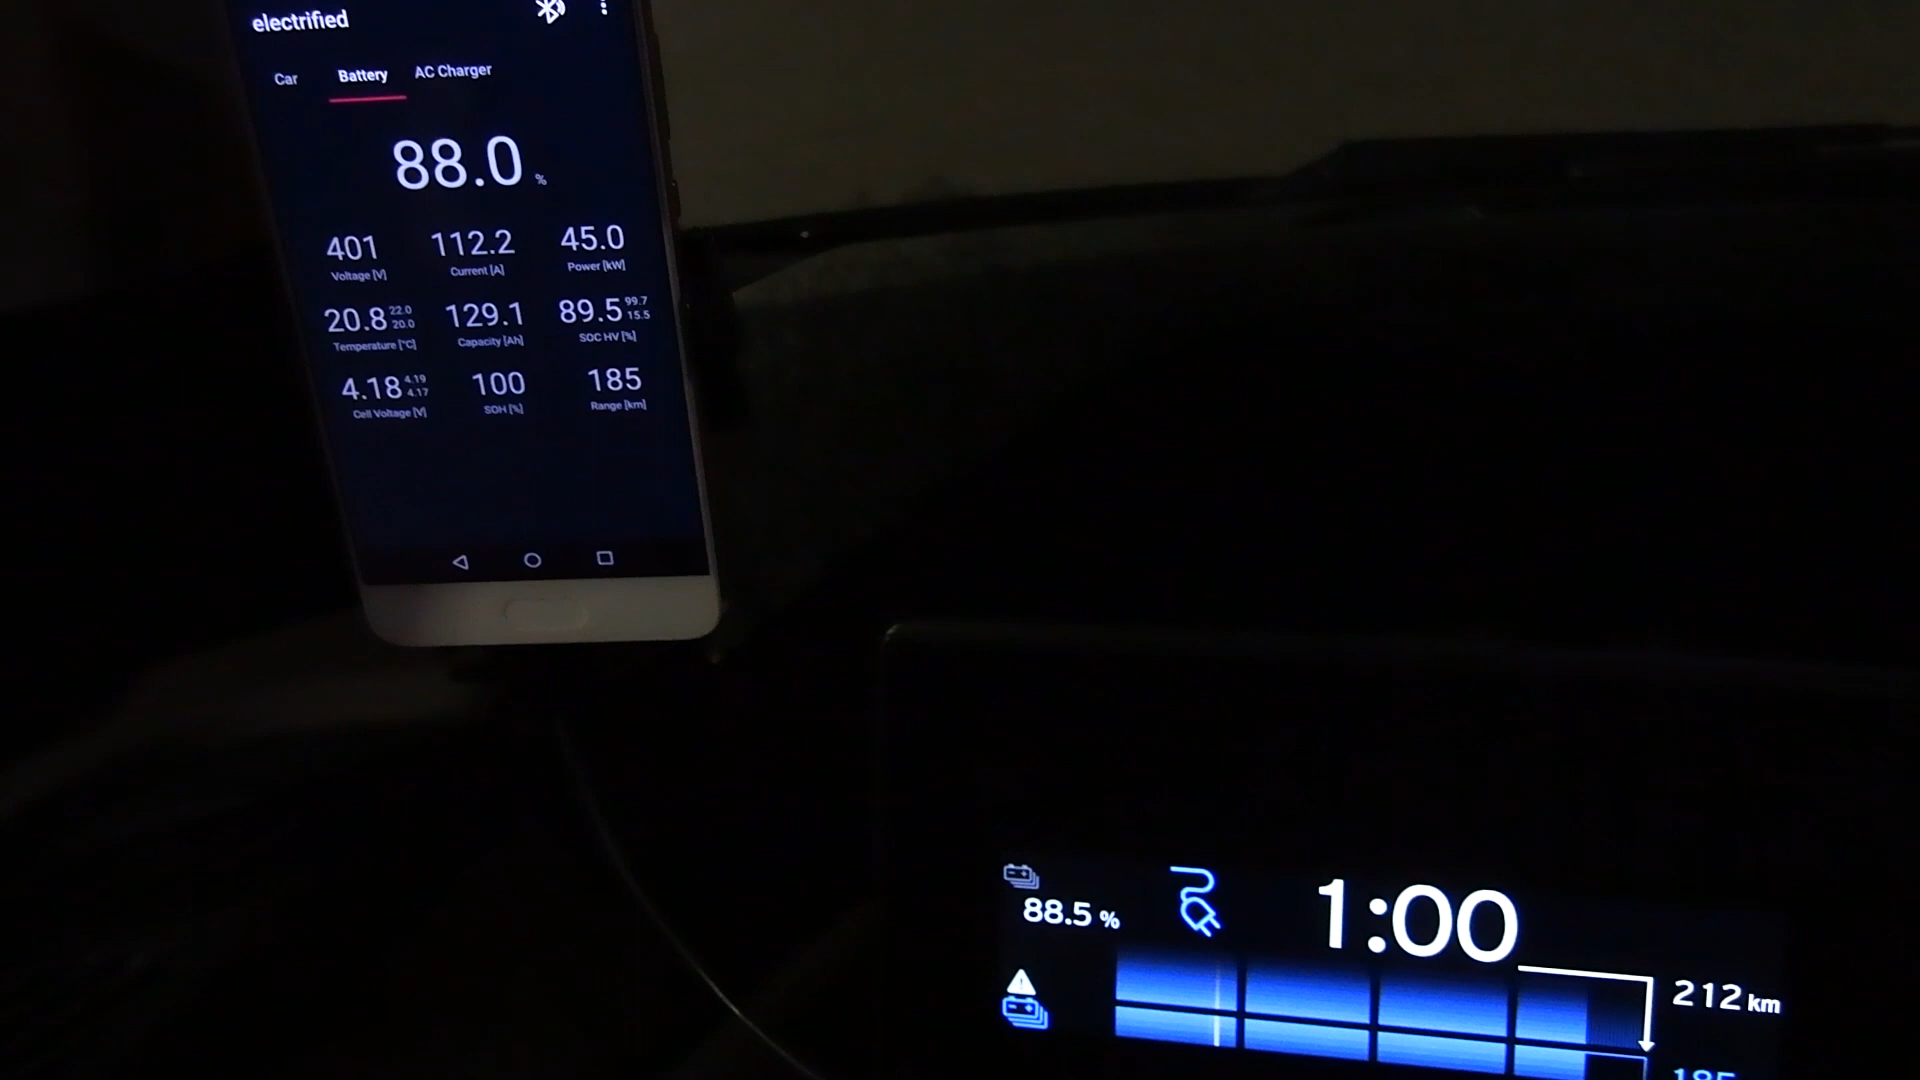 electrified
Car Battery AC Charger
88.0 %
401 112.2 45.0
Voltage [V] Current [A] Power [kW]
20.8 22.0 20.0 129.1 89.5 99.7 15.5
Temperature [°C] Capacity [Ah] SOC HV [%]
4.18 4.19 4.17 100 185
Cell Voltage [V] SOH [%] Range [km]
88.5 % 1:00
212 km
185